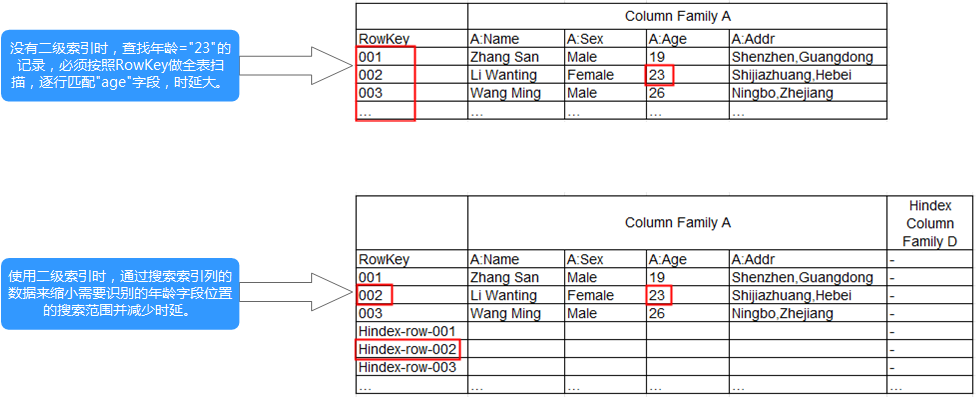 没有二级索引时，查找年龄="23"的
记录，必须按照RowKey做全表扫
描，逐行匹配"age"字段，时延大。
Column Family A
RowKey A:Name A:Sex A:Age A:Addr
001 Zhang San Male 19 Shenzhen,Guangdong
002 Li Wanting Female 23 Shijiazhuang,Hebei
003 Wang Ming Male 26 Ningbo,Zhejiang
... ... ... ... ...
使用二级索引时，通过搜索索引列的
数据来缩小需要识别的年龄字段位置
的搜索范围并减少时延。
Column Family A
Hindex
Column
Family D
RowKey A:Name A:Sex A:Age A:Addr -
001 Zhang San Male 19 Shenzhen,Guangdong -
002 Li Wanting Female 23 Shijiazhuang,Hebei -
003 Wang Ming Male 26 Ningbo,Zhejiang -
Hindex-row-001 -
Hindex-row-002 -
Hindex-row-003 -
... ... ... ... ... ...